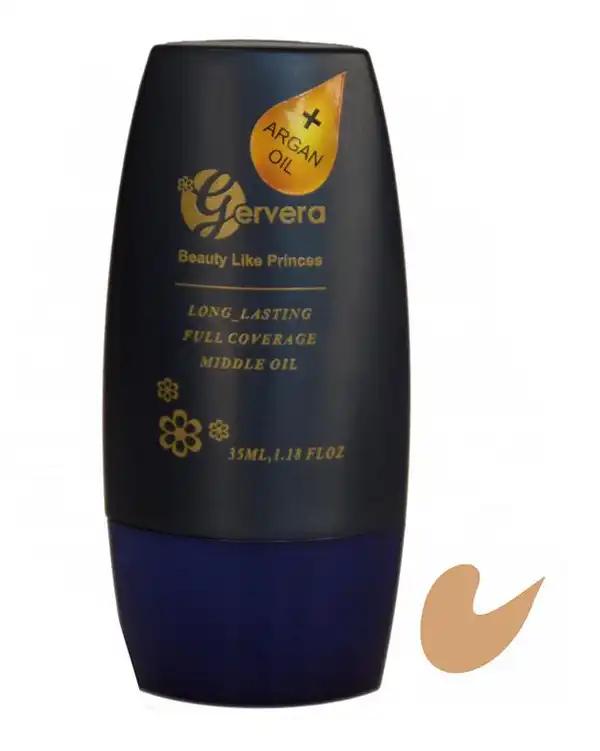 +
ARGAN
OIL
Gervera
Beauty Like Princes
LONG_LASTING
FULL COVERAGE
MIDDLE OIL
35ML,1.18 FLOZ